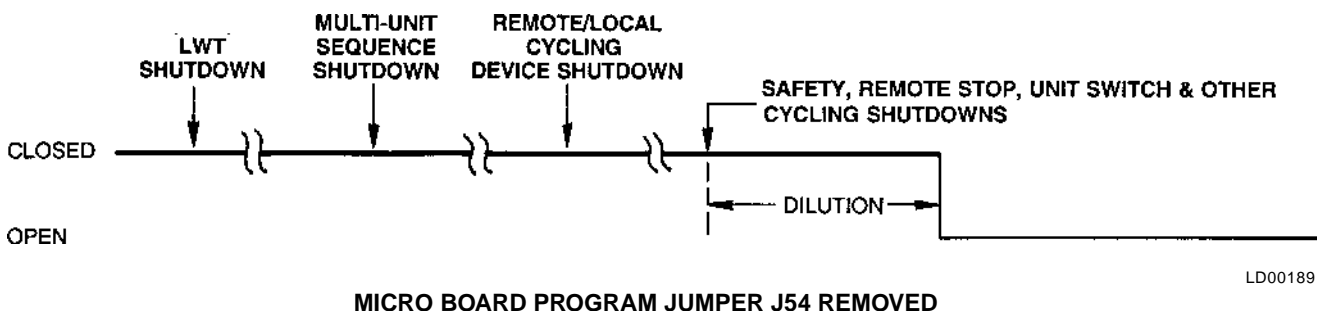 LWT
SHUTDOWN
MULTI-UNIT
SEQUENCE
SHUTDOWN
REMOTE/LOCAL
CYCLING
DEVICE SHUTDOWN
SAFETY, REMOTE STOP, UNIT SWITCH & OTHER
CYCLING SHUTDOWNS
CLOSED
DILUTION
OPEN
LD00189
MICRO BOARD PROGRAM JUMPER J54 REMOVED